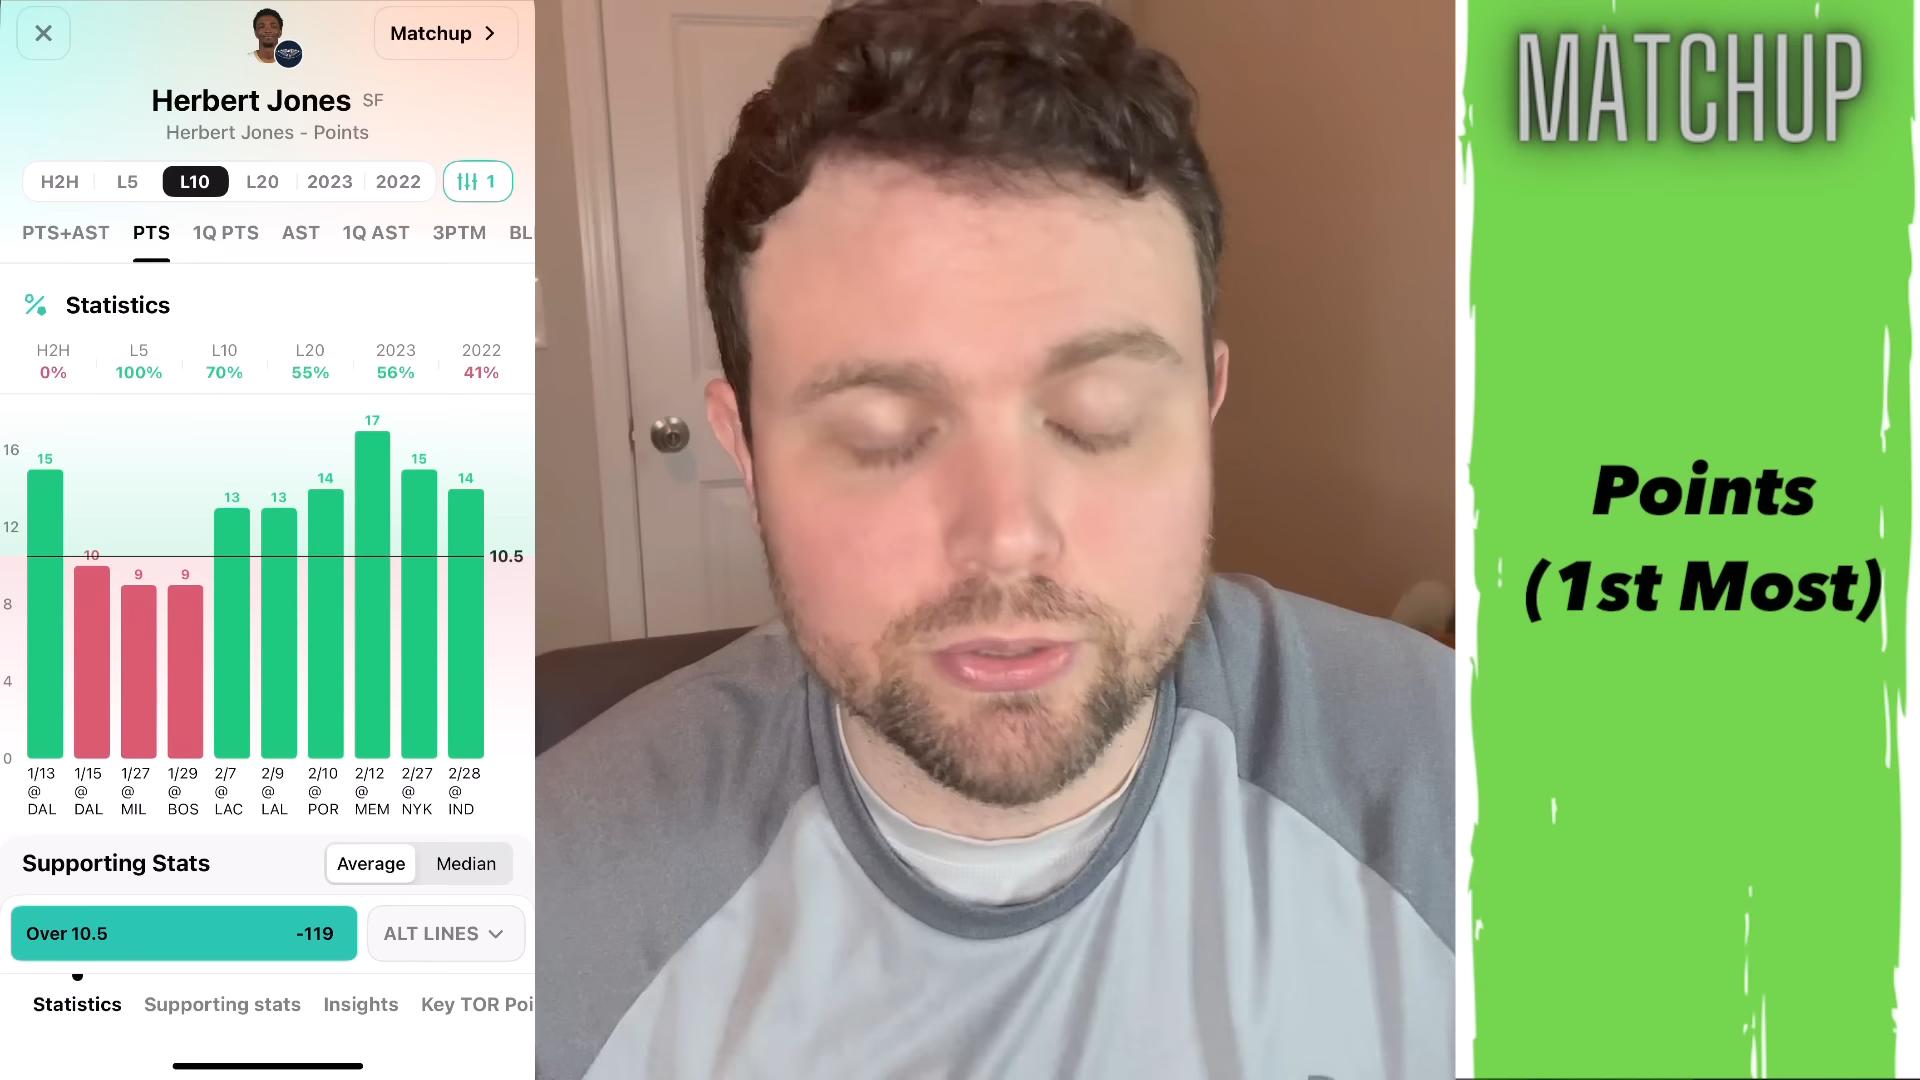 Matchup
Herbert Jones SF
Herbert Jones - Points
H2H L5 L10 L20 2023 2022 1
PTS+AST PTS 1Q PTS AST 1Q AST 3PTM BL
Statistics
H2H L5 L10 L20 2023 2022
0% 100% 70% 55% 56% 41%
17
16
15 15
14 14
13 13
12
10
10.5
9 9
8
4
0
1/13 1/15 1/27 1/29 2/7 2/9 2/10 2/12 2/27 2/28
@ @ @ @ @ @ @ @ @ @
DAL DAL MIL BOS LAC LAL POR MEM NYK IND
Supporting Stats Average Median
Over 10.5 -119 ALT LINES
Statistics Supporting stats Insights Key TOR Poi
MATCHUP
Points
(1st Most)